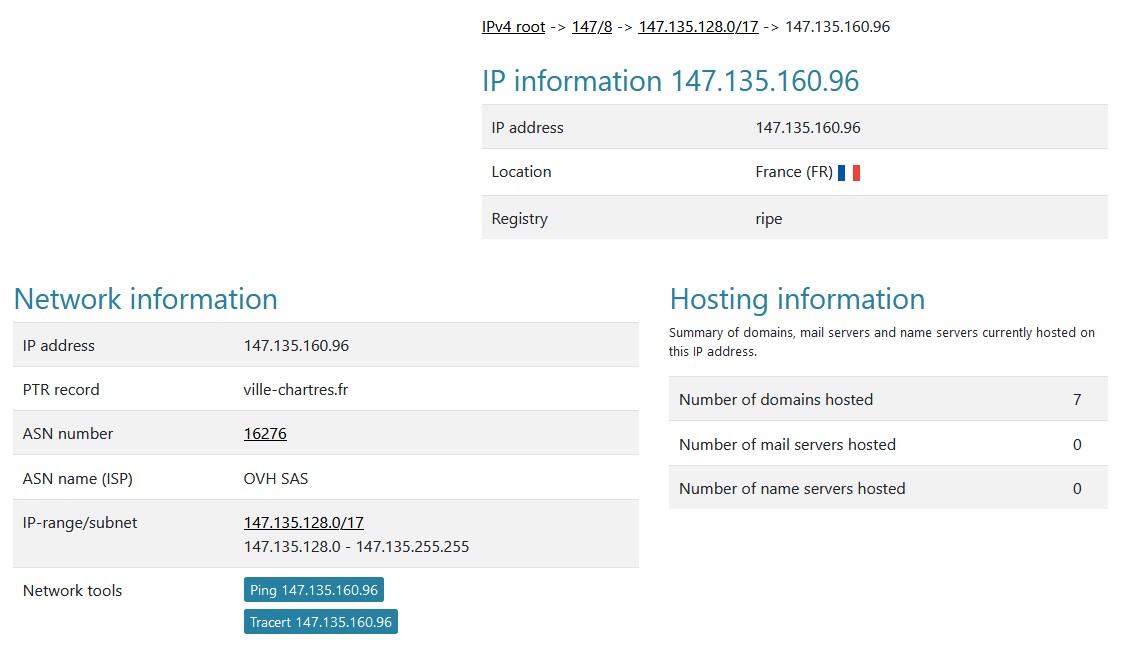 IPv4 root -> 147/8 -> 147.135.128.0/17 -> 147.135.160.96
IP information 147.135.160.96
IP address 147.135.160.96
Location France (FR)
Registry ripe
Network information
IP address 147.135.160.96
PTR record ville-chartres.fr
ASN number 16276
ASN name (ISP) OVH SAS
IP-range/subnet 147.135.128.0/17
147.135.128.0 - 147.135.255.255
Network tools Ping 147.135.160.96
Tracert 147.135.160.96
Hosting information
Summary of domains, mail servers and name servers currently hosted on
this IP address.
Number of domains hosted 7
Number of mail servers hosted 0
Number of name servers hosted 0